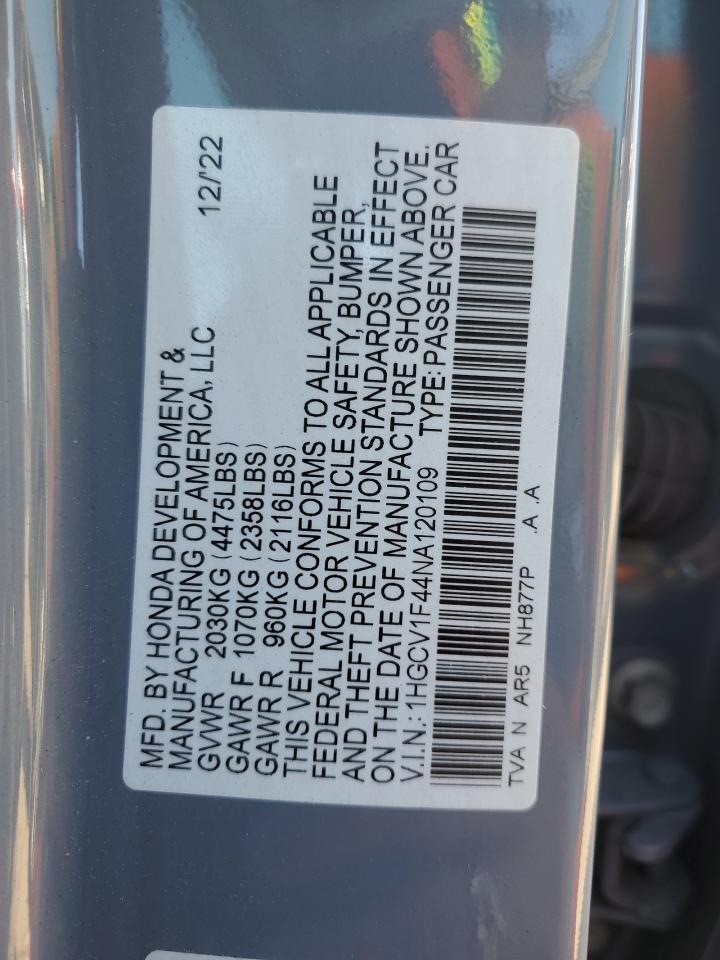 MFD. BY HONDA DEVELOPMENT &
MANUFACTURING OF AMERICA, LLC 12/'22
GVWR 2030KG (4475LBS)
GAWR F 1070KG (2358LBS)
GAWR R 960KG (2116LBS)
THIS VEHICLE CONFORMS TO ALL APPLICABLE
FEDERAL MOTOR VEHICLE SAFETY, BUMPER,
AND THEFT PREVENTION STANDARDS IN EFFECT
ON THE DATE OF MANUFACTURE SHOWN ABOVE.
V.I.N.: 1HGCV1F44NA120109 TYPE: PASSENGER CAR
TVA N AR5 NH877P .A .A